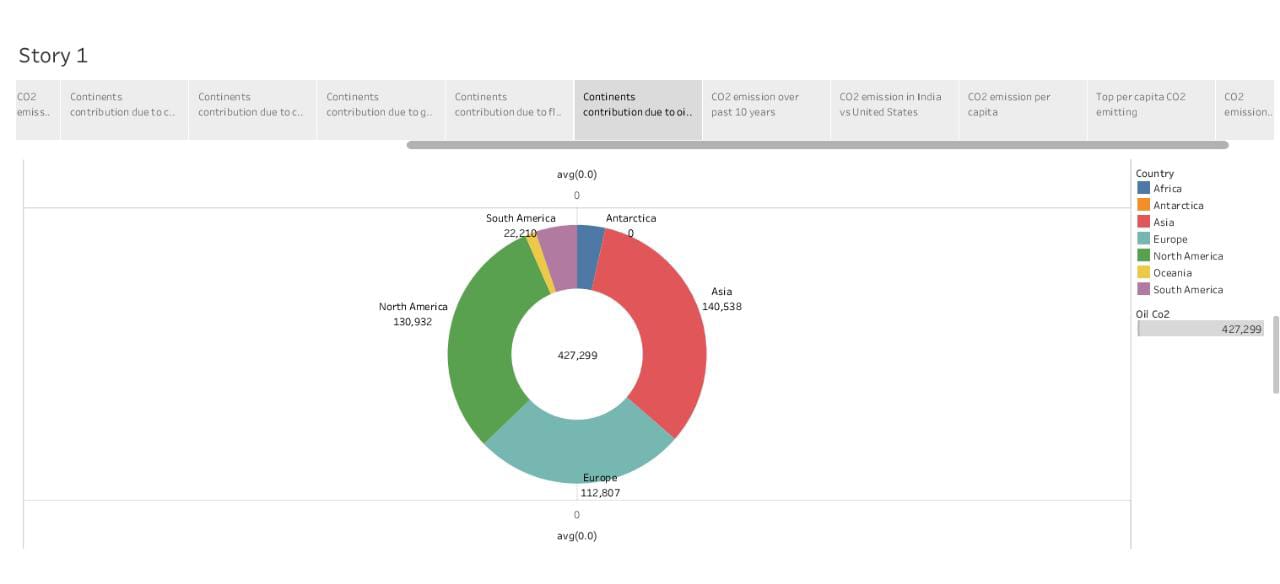 Story 1
CO2
emiss..
Continents
contribution due to c..
Continents
contribution due to c..
Continents
contribution due to g..
Continents
contribution due to fl..
Continents
contribution due to oi..
CO2 emission over
past 10 years
CO2 emission in India
vs United States
CO2 emission per
capita
Top per capita CO2
emitting
CO2
emission..
avg(0.0)
0
South America
22,210
Antarctica
0
Asia
140,538
North America
130,932
427,299
Europe
112,807
0
avg(0.0)
Country
Africa
Antarctica
Asia
Europe
North America
Oceania
South America
Oil Co2
427,299